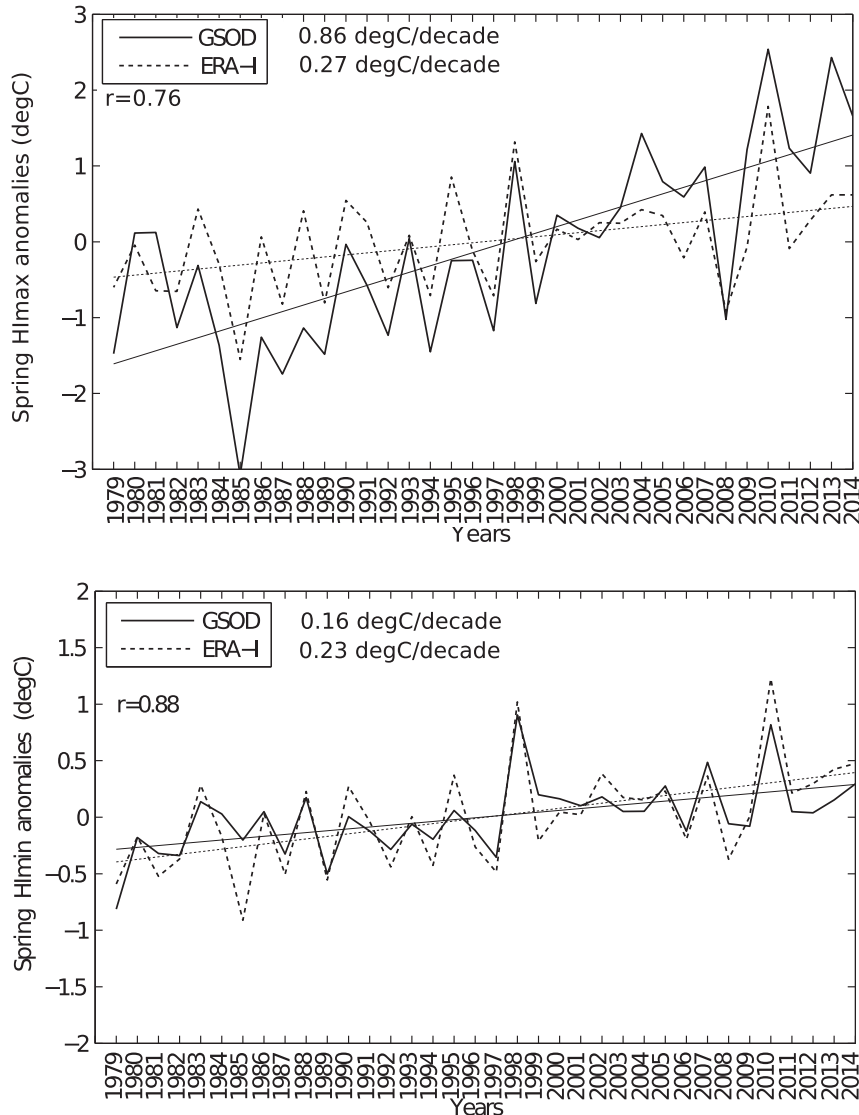 GSOD 0.86 degC/decade
ERA-I 0.27 degC/decade
r=0.76
Spring HImax anomalies (degC)
3
2
1
0
−1
−2
−3
1979 1980 1981 1982 1983 1984 1985 1986 1987 1988 1989 1990 1991 1992 1993 1994 1995 1996 1997 1998 1999 2000 2001 2002 2003 2004 2005 2006 2007 2008 2009 2010 2011 2012 2013 2014
Years
GSOD 0.16 degC/decade
ERA-I 0.23 degC/decade
r=0.88
Spring HImin anomalies (degC)
2
1.5
1
0.5
0
−0.5
−1
−1.5
−2
1979 1980 1981 1982 1983 1984 1985 1986 1987 1988 1989 1990 1991 1992 1993 1994 1995 1996 1997 1998 1999 2000 2001 2002 2003 2004 2005 2006 2007 2008 2009 2010 2011 2012 2013 2014
Years